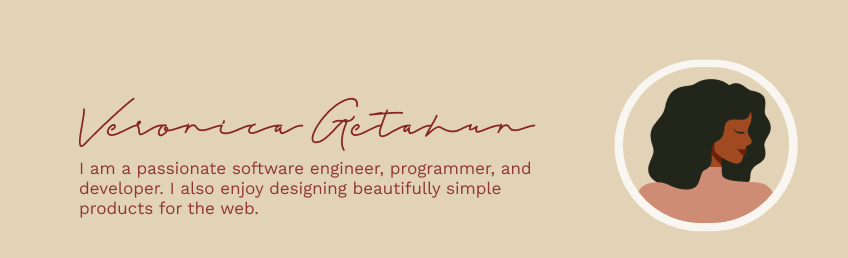 Veronica Getahun
I am a passionate software engineer, programmer, and
developer. I also enjoy designing beautifully simple
products for the web.